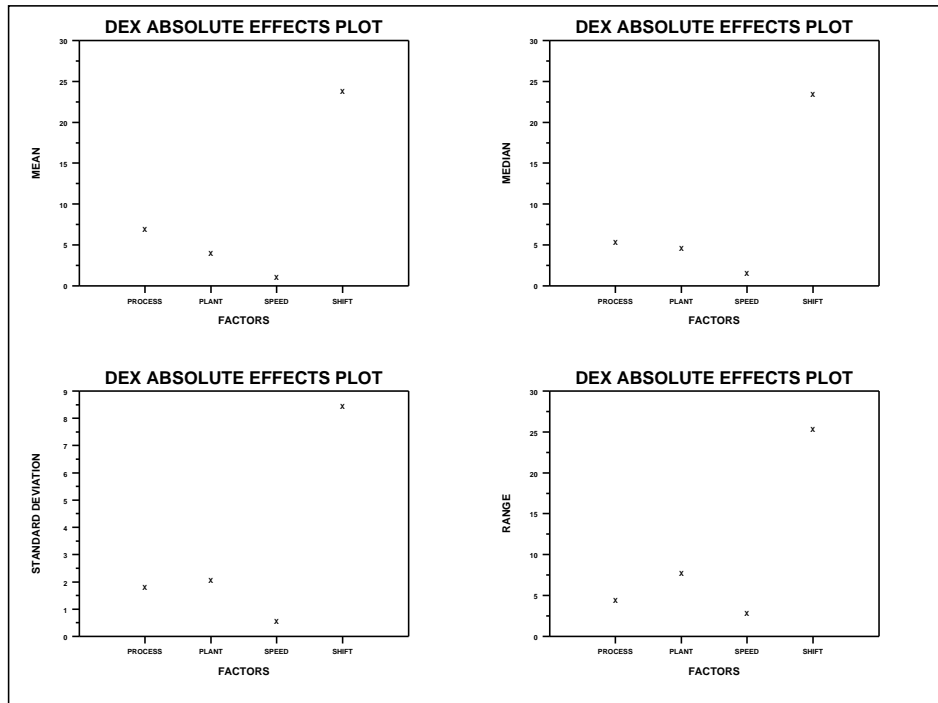 DEX ABSOLUTE EFFECTS PLOT
30
25
20
15
10
5
0
MEAN
x x x x
PROCESS PLANT SPEED SHIFT
FACTORS
DEX ABSOLUTE EFFECTS PLOT
30
25
20
15
10
5
0
MEDIAN
x x x x
PROCESS PLANT SPEED SHIFT
FACTORS
DEX ABSOLUTE EFFECTS PLOT
9
8
7
6
5
4
3
2
1
0
STANDARD DEVIATION
x x x x
PROCESS PLANT SPEED SHIFT
FACTORS
DEX ABSOLUTE EFFECTS PLOT
30
25
20
15
10
5
0
RANGE
x x x x
PROCESS PLANT SPEED SHIFT
FACTORS